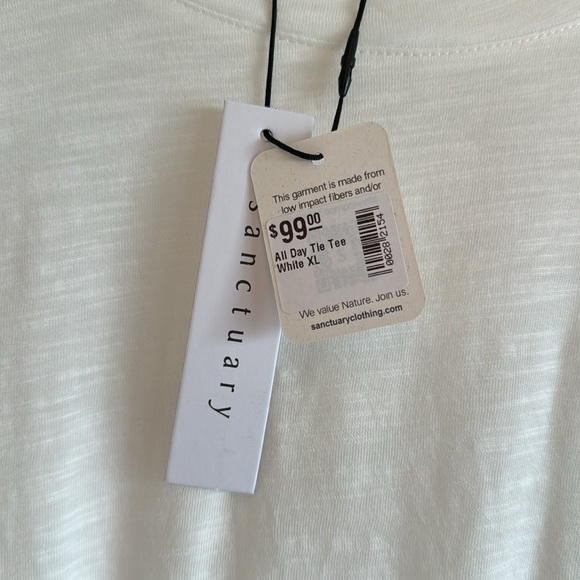 sanctuary
This garment is made from
low impact fibers and/or
$99.00
All Day Tie Tee
White XL
00282154
We value Nature. Join us.
sanctuaryclothing.com